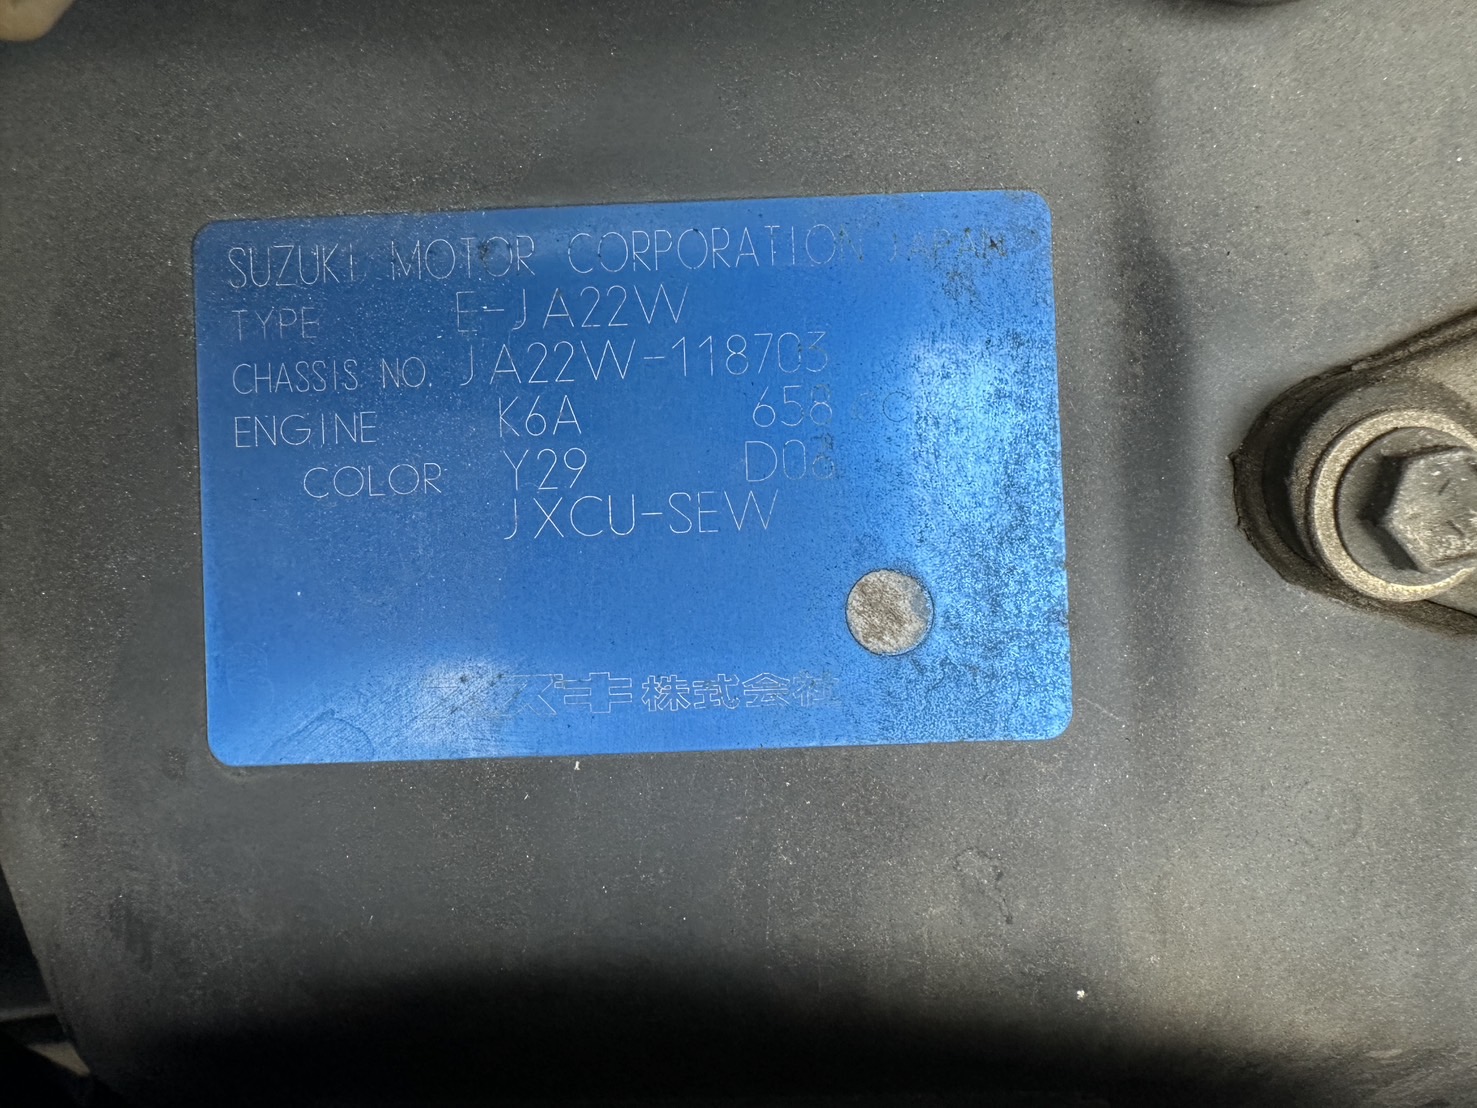 SUZUKI MOTOR CORPORATION JAPAN
TYPE E-JA22W
CHASSIS NO. JA22W-118703
ENGINE K6A 658 CC
COLOR Y29
JXCU-SEW
スズキ株式会社